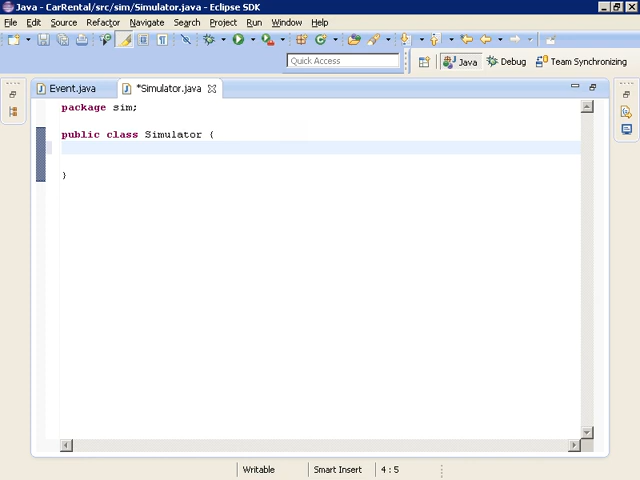 Java - CarRental/src/sim/Simulator.java - Eclipse SDK
File Edit Source Refactor Navigate Search Project Run Window Help
Quick Access
Java Debug Team Synchronizing
Event.java *Simulator.java
package sim;
public class Simulator {
}
Writable Smart Insert 4 : 5